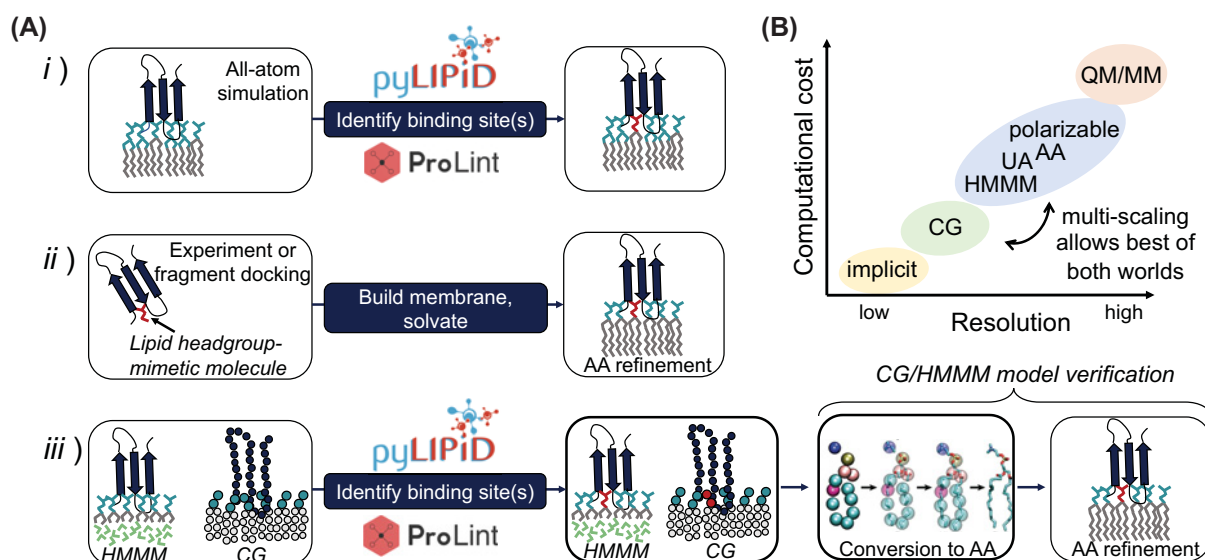 (A)
i )
All-atom
simulation
pyLIPiD
Identify binding site(s)
ProLint
ii )
Experiment or
fragment docking
Lipid headgroup-
mimetic molecule
Build membrane,
solvate
AA refinement
iii )
HMMM
CG
pyLIPiD
Identify binding site(s)
ProLint
HMMM
CG
CG/HMMM model verification
Conversion to AA
AA refinement
(B)
Computational cost
QM/MM
polarizable
UA AA
HMMM
CG
implicit
multi-scaling
allows best of
both worlds
low
high
Resolution